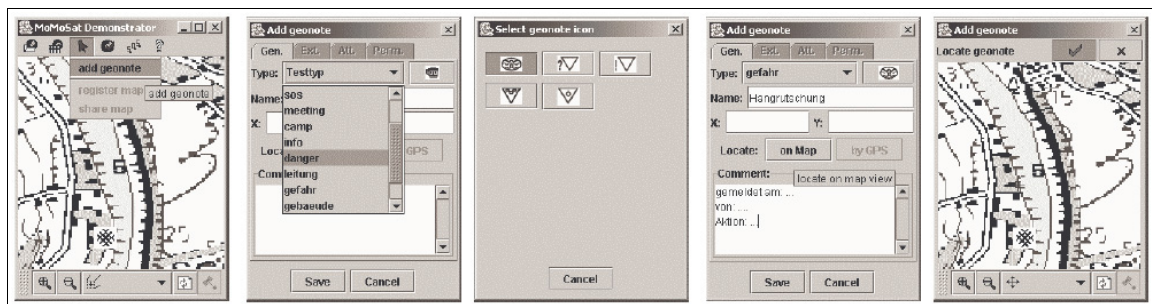 MoMoSat Demonstrator
add geonote
register map
add geonote
share map
Add geonote
Gen. Ext. Att. Perm.
Type: Testtyp
Name:
sos
meeting
camp
info
danger
leitung
gefahr
gebaeude
X:
GPS
Save Cancel
Select geonote icon
Cancel
Add geonote
Gen. Ext. Att. Perm.
Type: gefahr
Name: Hangrutschung
X: Y:
Locate: on Map by GPS
Comment:
locate on map view
gemeldet am: ...
von: ...
Aktion: ...
Save Cancel
Add geonote
Locate geonote